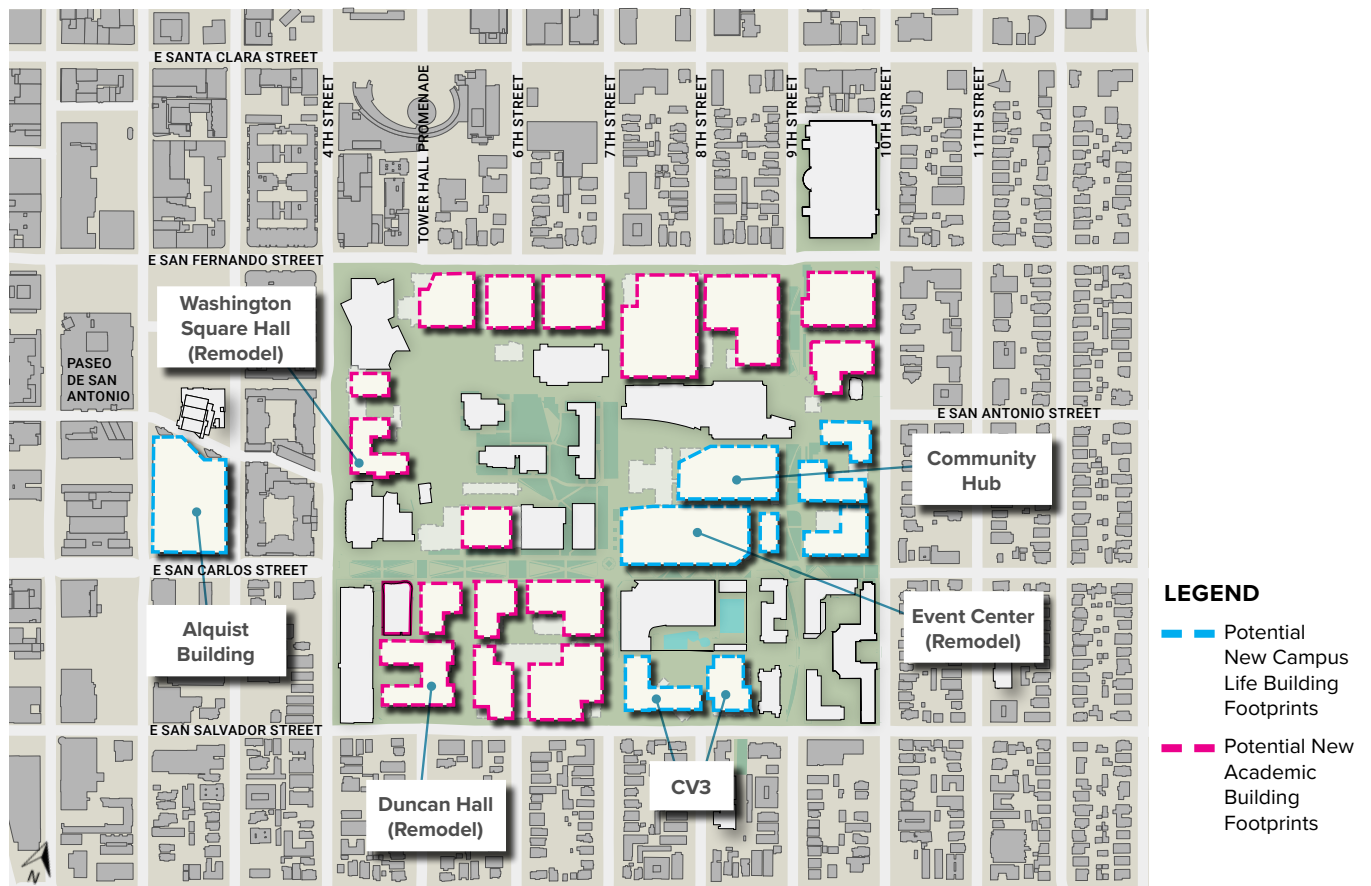 E SANTA CLARA STREET
4TH STREET
TOWER HALL PROMENADE
6TH STREET
7TH STREET
8TH STREET
9TH STREET
10TH STREET
11TH STREET
E SAN FERNANDO STREET
Washington
Square Hall
(Remodel)
PASEO
DE SAN
ANTONIO
E SAN ANTONIO STREET
Community
Hub
E SAN CARLOS STREET
Alquist
Building
Event Center
(Remodel)
E SAN SALVADOR STREET
Duncan Hall
(Remodel)
CV3
N
LEGEND
Potential
New Campus
Life Building
Footprints
Potential New
Academic
Building
Footprints